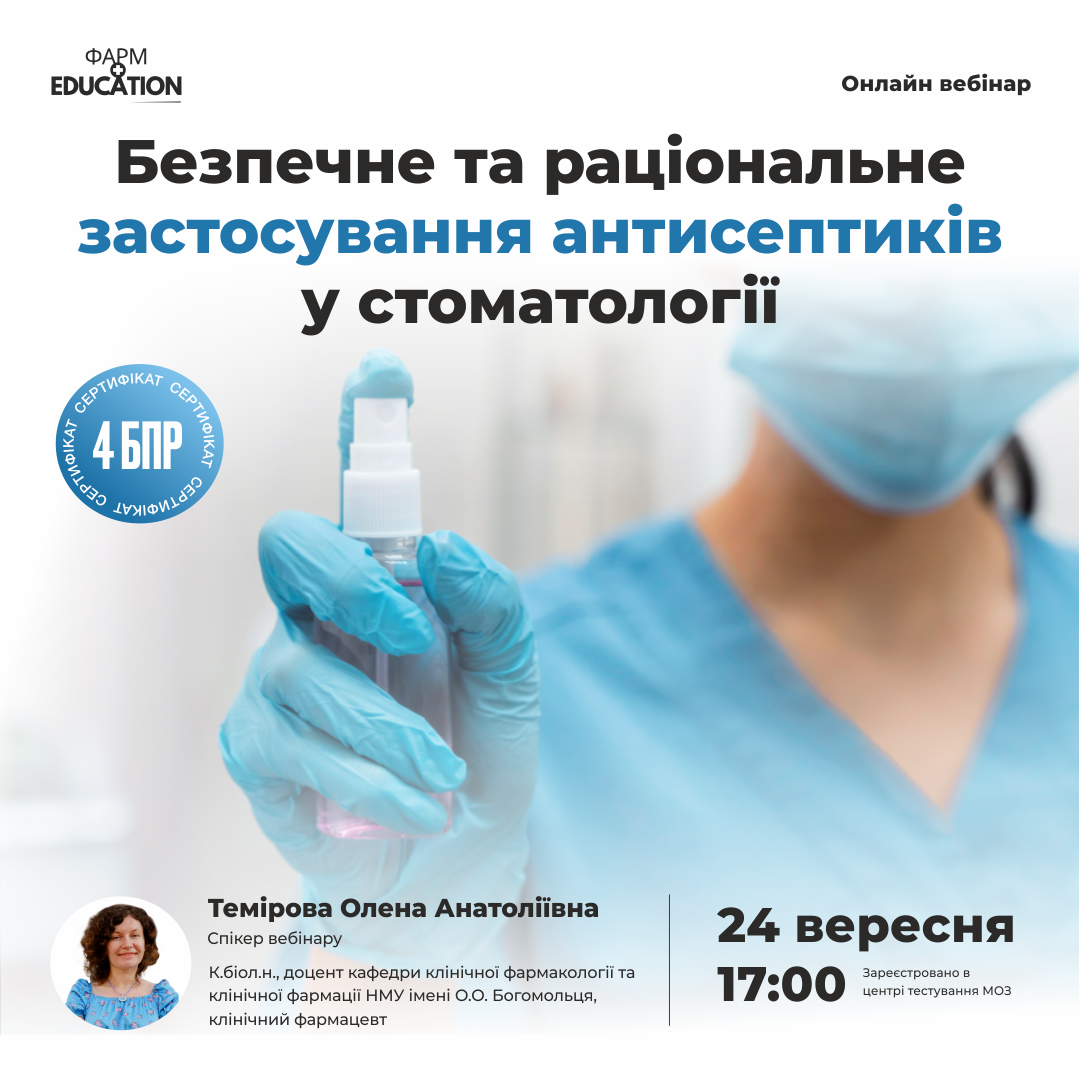 ФАРМ
EDUCATION
Онлайн вебінар
Безпечне та раціональне
застосування антисептиків
у стоматології
СЕРТИФІКАТ СЕРТИФІКАТ СЕРТИФІКАТ СЕРТИФІКАТ
4 БПР
Темірова Олена Анатоліївна
Спікер вебінару
К.біол.н., доцент кафедри клінічної фармакології та
клінічної фармації НМУ імені О.О. Богомольця,
клінічний фармацевт
24 вересня
17:00
Зареєстровано в
центрі тестування МОЗ